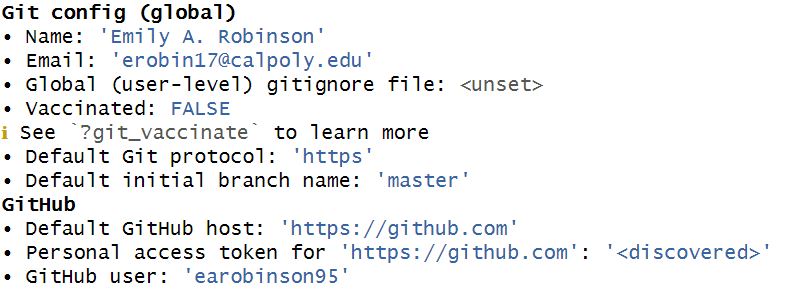 Git config (global)
• Name: 'Emily A. Robinson'
• Email: 'erobin17@calpoly.edu'
• Global (user-level) gitignore file: <unset>
• Vaccinated: FALSE
ℹ See `?git_vaccinate` to learn more
• Default Git protocol: 'https'
• Default initial branch name: 'master'
GitHub
• Default GitHub host: 'https://github.com'
• Personal access token for 'https://github.com': '<discovered>'
• GitHub user: 'earobinson95'